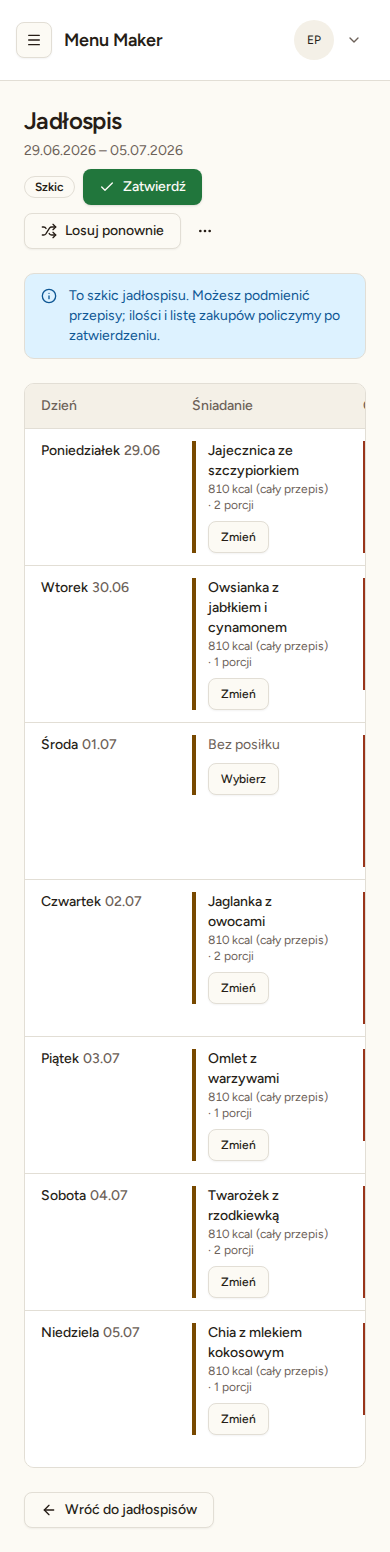 Menu Maker
EP
Jadłospis
29.06.2026 – 05.07.2026
Szkic
Zatwierdź
Losuj ponownie
To szkic jadłospisu. Możesz podmienić
przepisy; ilości i listę zakupów policzymy po
zatwierdzeniu.
Dzień Śniadanie
Poniedziałek 29.06
Jajecznica ze
szczypiorkiem
810 kcal (cały przepis)
· 2 porcji
Zmień
Wtorek 30.06
Owsianka z
jabłkiem i
cynamonem
810 kcal (cały przepis)
· 1 porcji
Zmień
Środa 01.07
Bez posiłku
Wybierz
Czwartek 02.07
Jaglanka z
owocami
810 kcal (cały przepis)
· 2 porcji
Zmień
Piątek 03.07
Omlet z
warzywami
810 kcal (cały przepis)
· 1 porcji
Zmień
Sobota 04.07
Twarożek z
rzodkiewką
810 kcal (cały przepis)
· 2 porcji
Zmień
Niedziela 05.07
Chia z mlekiem
kokosowym
810 kcal (cały przepis)
· 1 porcji
Zmień
Wróć do jadłospisów